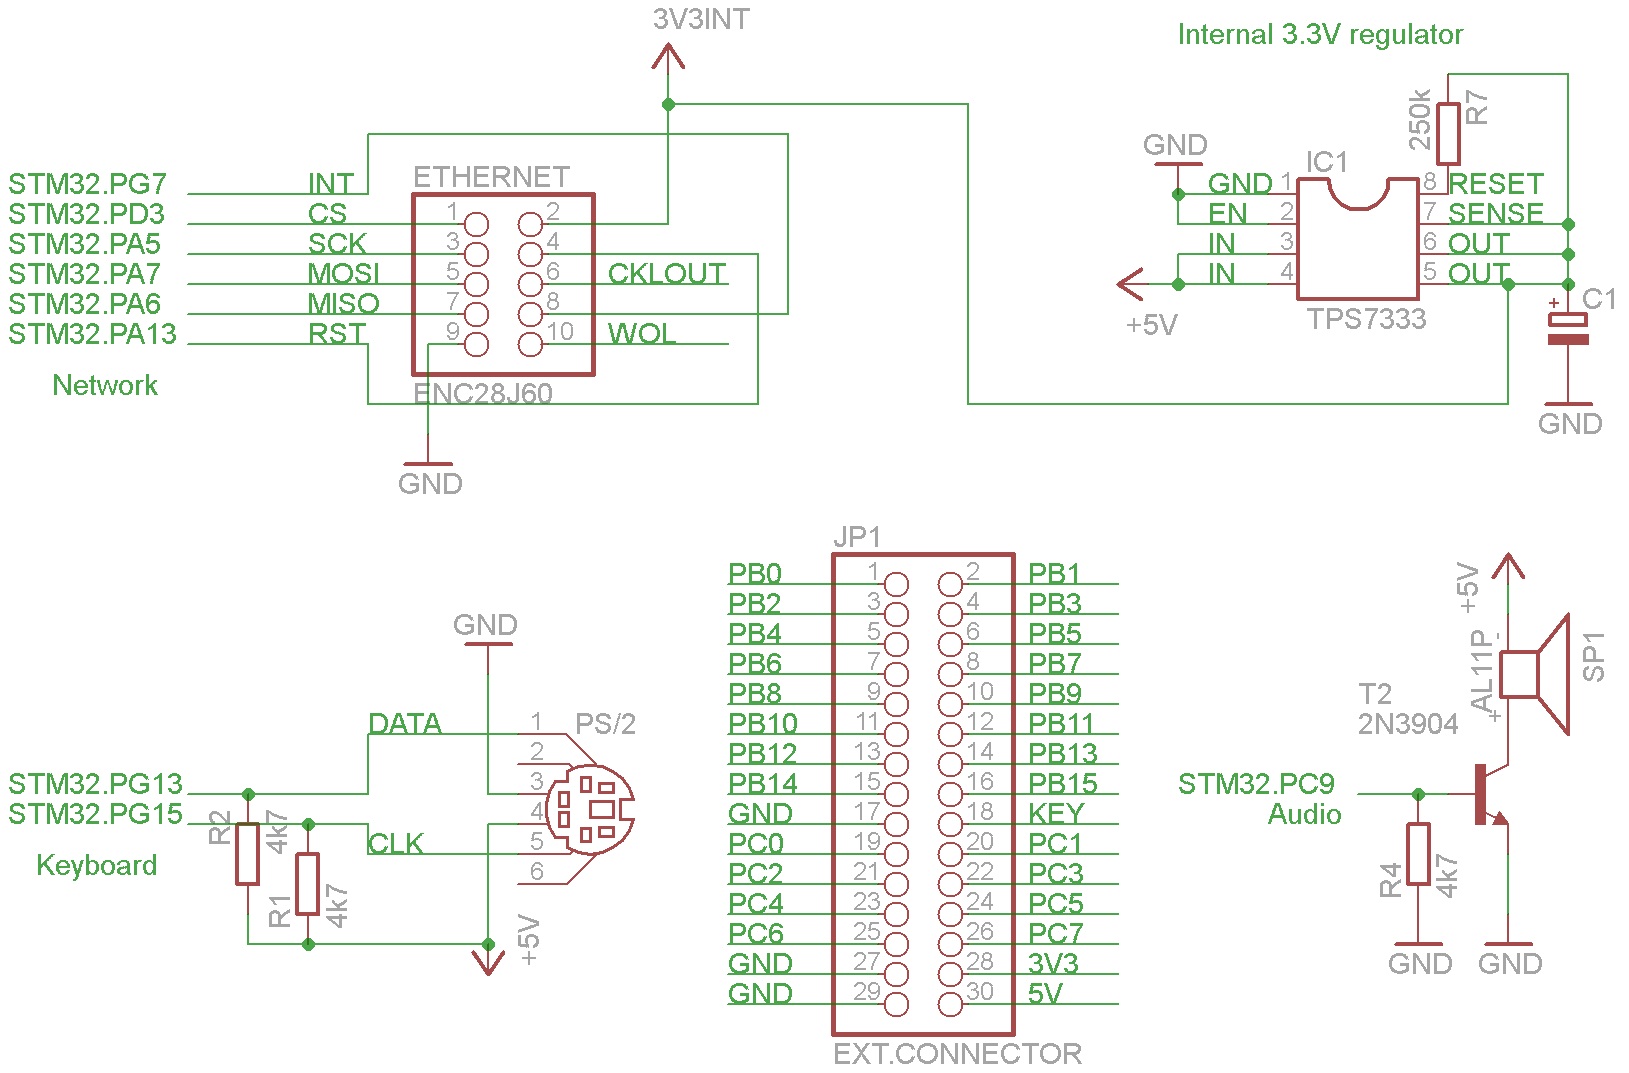 3V3INT
Internal 3.3V regulator
STM32.PG7 INT
STM32.PD3 CS
STM32.PA5 SCK
STM32.PA7 MOSI
STM32.PA6 MISO
STM32.PA13 RST
Network
ETHERNET
1 2
3 4
5 6 CKLOUT
7 8
9 10 WOL
ENC28J60
GND
GND
250k
R7
IC1
GND 1 8 RESET
EN 2 7 SENSE
IN 3 6 OUT
IN 4 5 OUT
+5V
TPS7333
+ C1
GND
GND
DATA
1 PS/2
2
3
4
5
6
STM32.PG13
STM32.PG15
CLK
R2
4k7
R1
4k7
Keyboard
+5V
JP1
PB0 1 2 PB1
PB2 3 4 PB3
PB4 5 6 PB5
PB6 7 8 PB7
PB8 9 10 PB9
PB10 11 12 PB11
PB12 13 14 PB13
PB14 15 16 PB15
GND 17 18 KEY
PC0 19 20 PC1
PC2 21 22 PC3
PC4 23 24 PC5
PC6 25 26 PC7
GND 27 28 3V3
GND 29 30 5V
EXT.CONNECTOR
+5V
AL11P
-
+
SP1
T2
2N3904
STM32.PC9
Audio
R4
4k7
GND GND